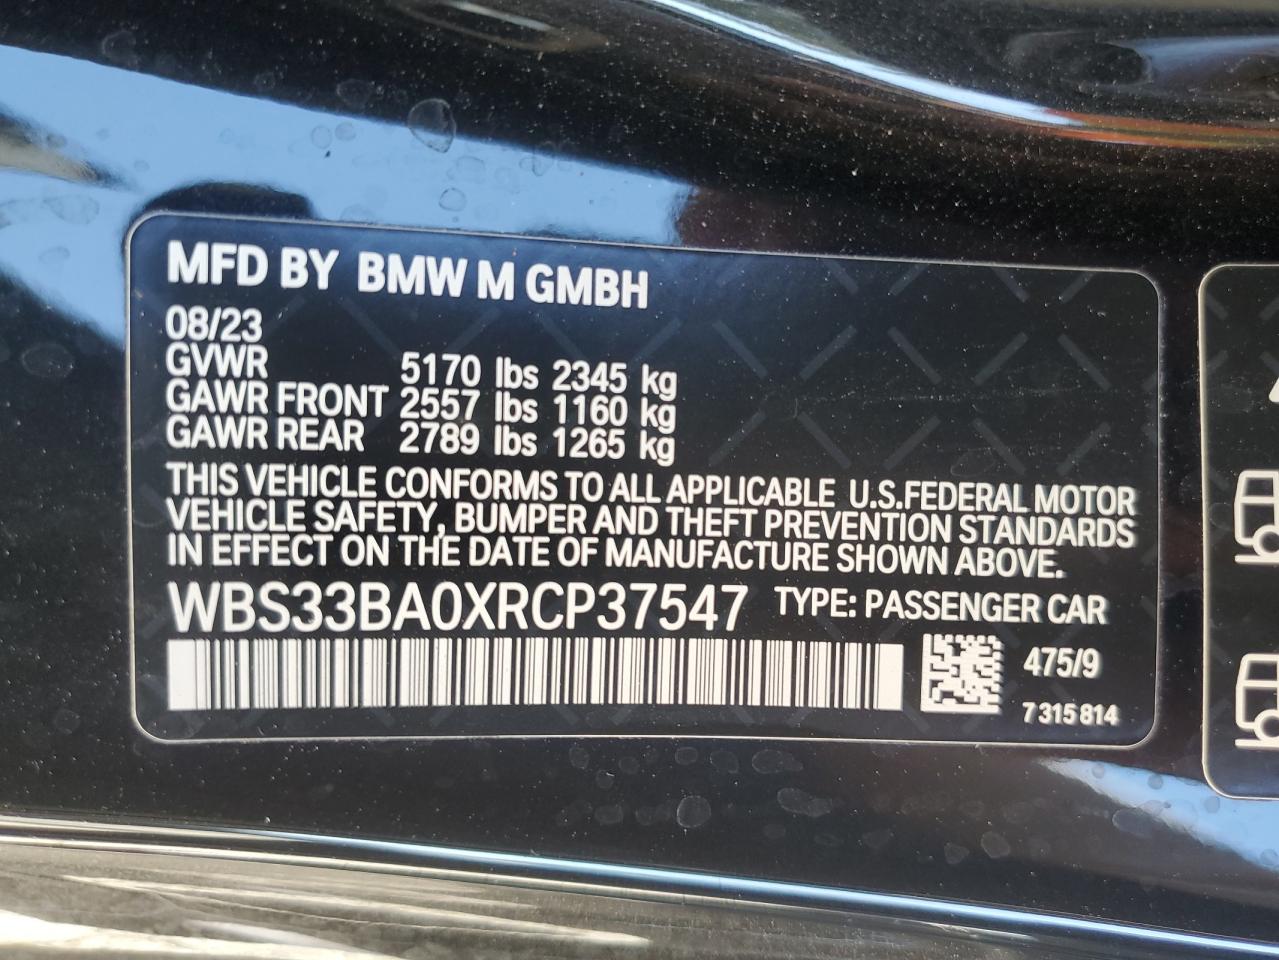 MFD BY BMW M GMBH
08/23
GVWR 5170 lbs 2345 kg
GAWR FRONT 2557 lbs 1160 kg
GAWR REAR 2789 lbs 1265 kg
THIS VEHICLE CONFORMS TO ALL APPLICABLE U.S.FEDERAL MOTOR
VEHICLE SAFETY, BUMPER AND THEFT PREVENTION STANDARDS
IN EFFECT ON THE DATE OF MANUFACTURE SHOWN ABOVE.
WBS33BA0XRCP37547 TYPE: PASSENGER CAR
475/9
7 315 814